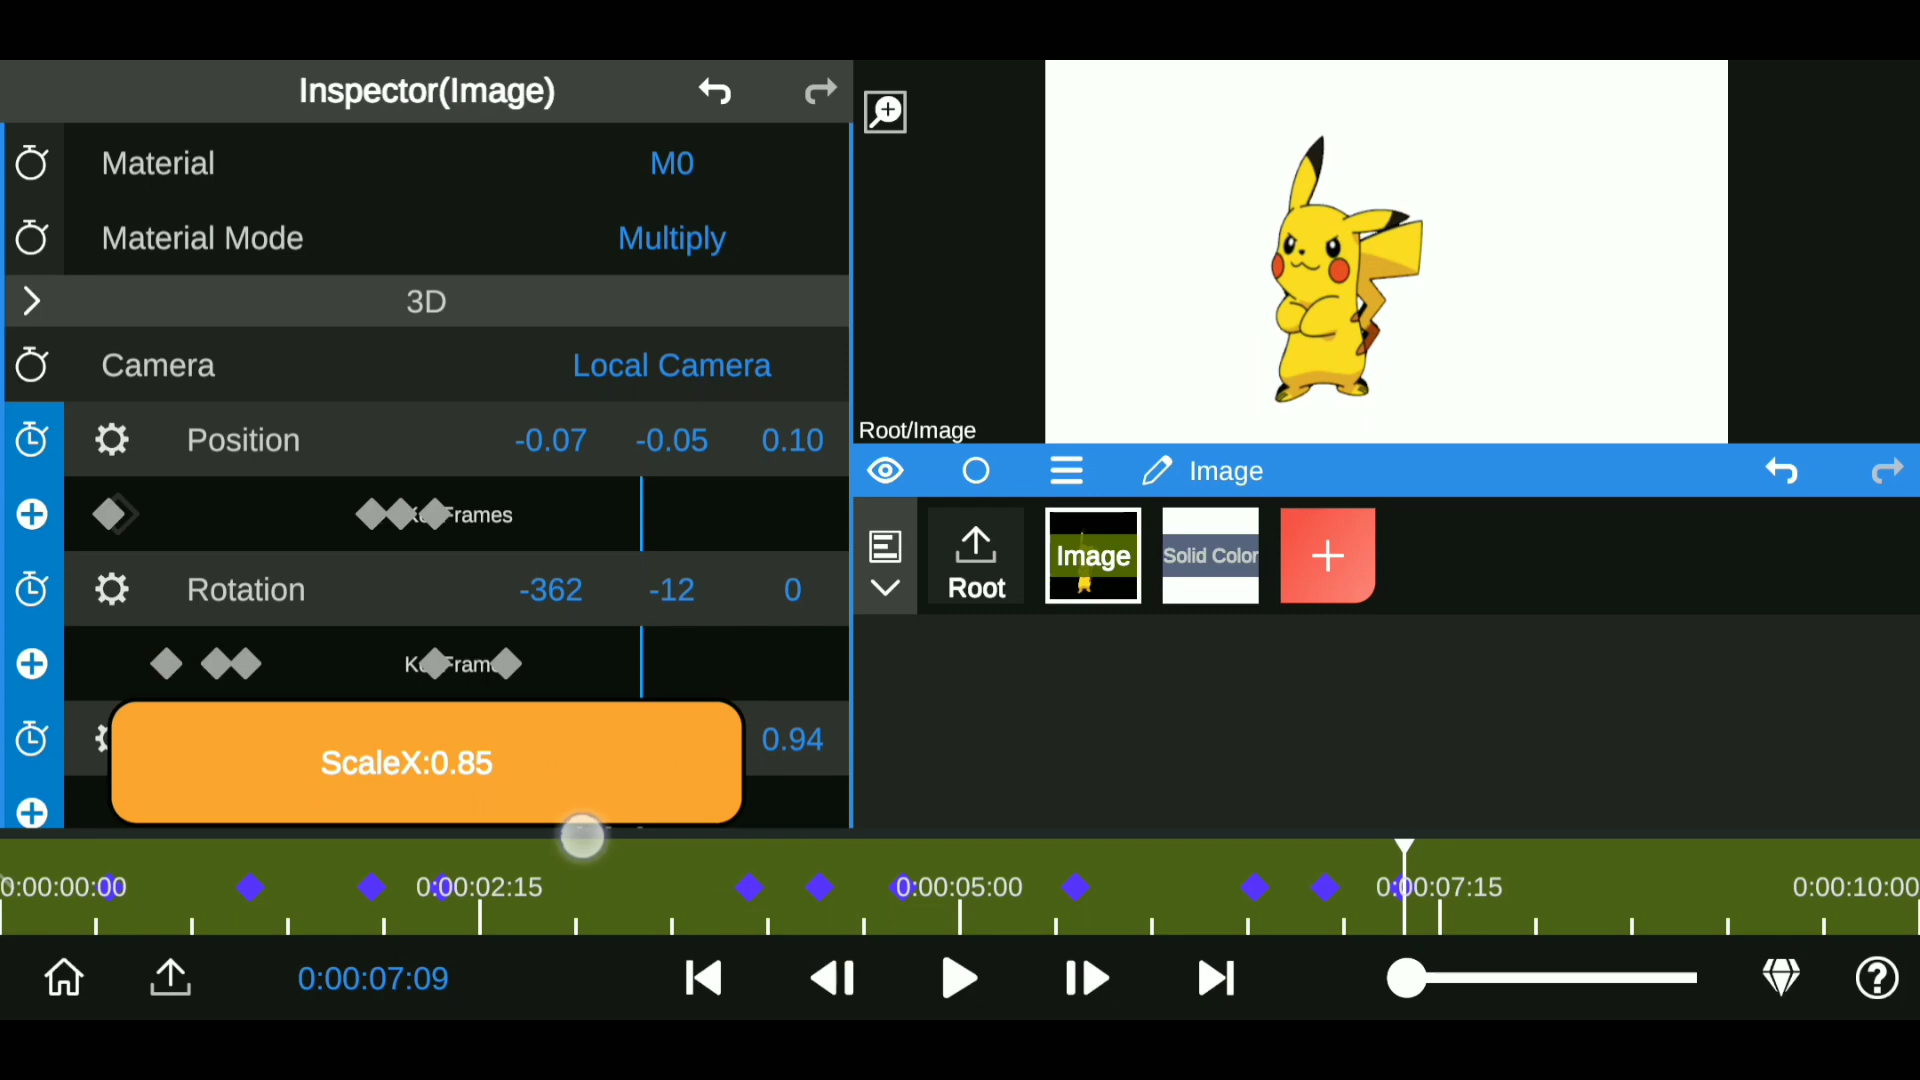 Inspector(Image)
Material M0
Material Mode Multiply
3D
Camera Local Camera
Position -0.07 -0.05 0.10
Frames
Rotation -362 -12 0
0.94
ScaleX:0.85
Root/Image
Image
Root
Image
Solid Color
0:00:00:00 0:00:02:15 0:00:05:00 0:00:07:15 0:00:10:00
0:00:07:09